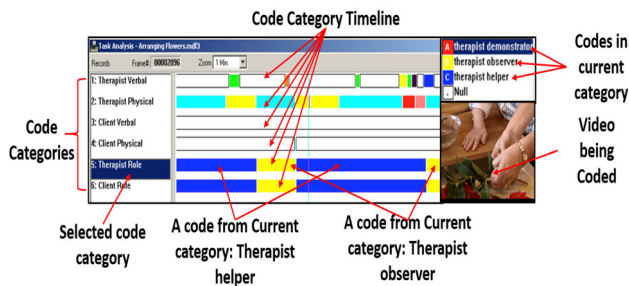 Code Category Timeline
Task Analysis - Arranging Flowers.mdf3
Records Frame#: 00002096 Zoom 1 Min
1: Therapist Verbal
2: Therapist Physical
3: Client Verbal
4: Client Physical
5: Therapist Role
6: Client Role
A therapist demonstrator
therapist observer
C therapist helper
. Null
Codes in
current
category
Code
Categories
Video
being
Coded
Selected code
category
A code from Current
category: Therapist
helper
A code from Current
category: Therapist
observer